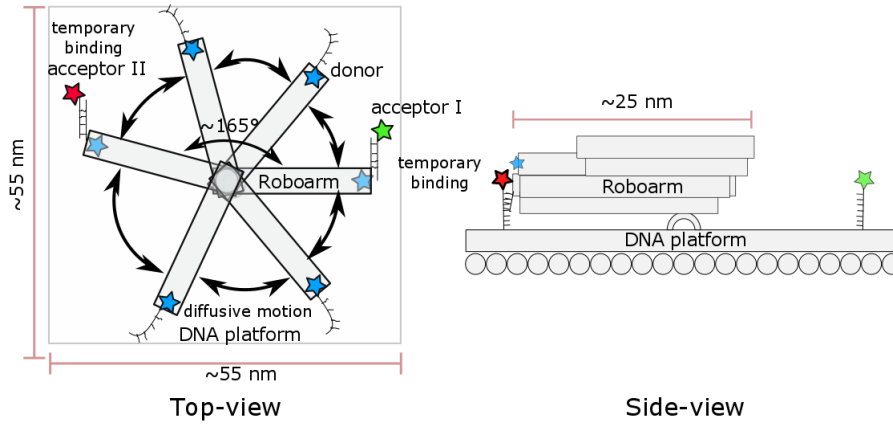 temporary
binding
acceptor II
donor
acceptor I
~165°
Roboarm
~55 nm
diffusive motion
DNA platform
~55 nm
Top-view
~25 nm
temporary
binding
Roboarm
DNA platform
Side-view